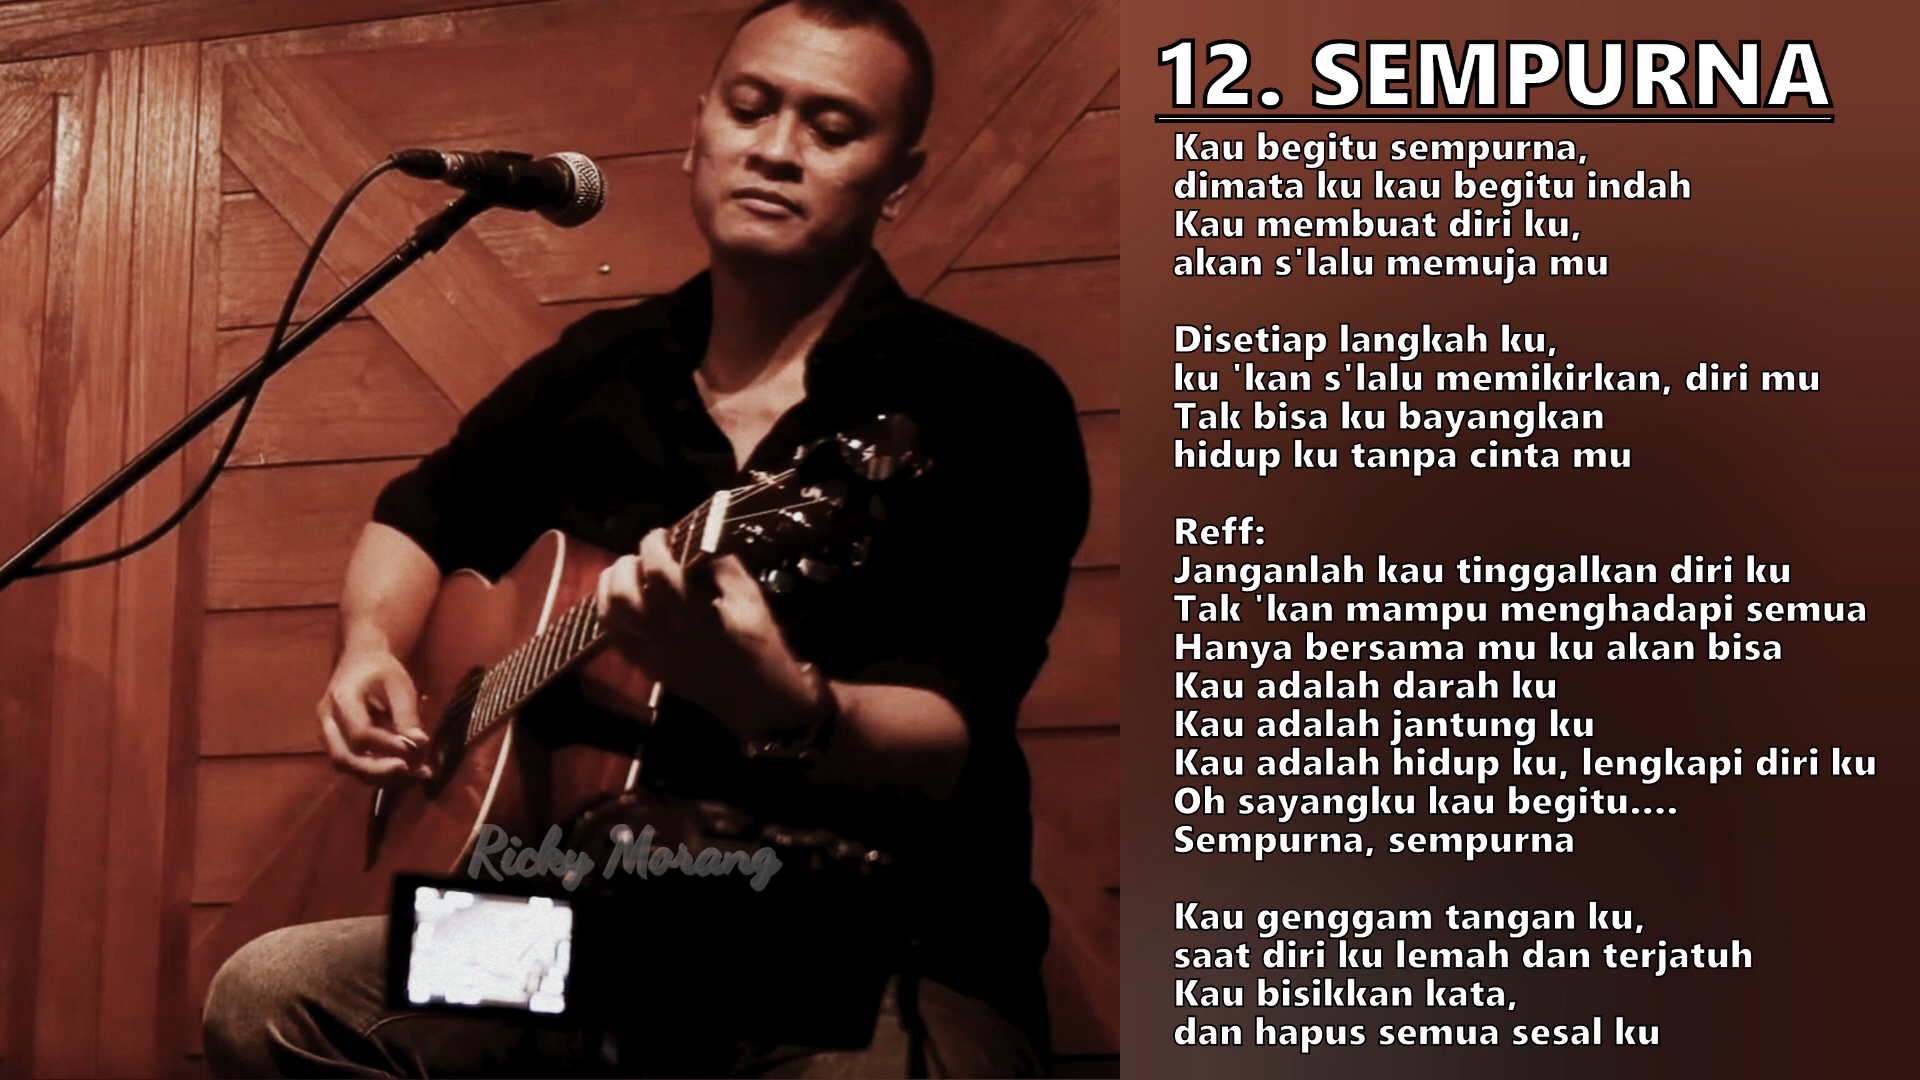 12. SEMPURNA
Kau begitu sempurna,
dimata ku kau begitu indah
Kau membuat diri ku,
akan s'lalu memuja mu
Disetiap langkah ku,
ku 'kan s'lalu memikirkan, diri mu
Tak bisa ku bayangkan
hidup ku tanpa cinta mu
Reff:
Janganlah kau tinggalkan diri ku
Tak 'kan mampu menghadapi semua
Hanya bersama mu ku akan bisa
Kau adalah darah ku
Kau adalah jantung ku
Kau adalah hidup ku, lengkapi diri ku
Oh sayangku kau begitu....
Sempurna, sempurna
Kau genggam tangan ku,
saat diri ku lemah dan terjatuh
Kau bisikkan kata,
dan hapus semua sesal ku
Ricky Morang